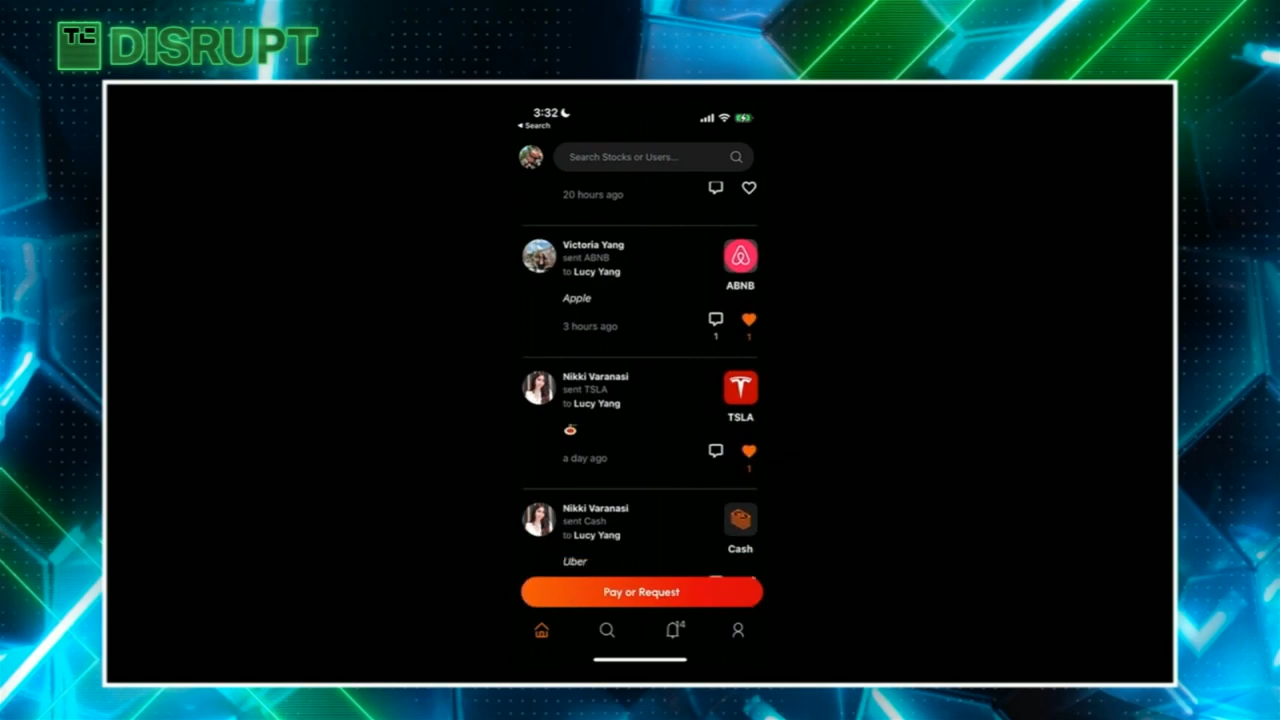 TC DISRUPT
3:32
Search
Search Stocks or Users...
20 hours ago
Victoria Yang
sent ABNB
to Lucy Yang
ABNB
Apple
3 hours ago
1
1
Nikki Varanasi
sent TSLA
to Lucy Yang
TSLA
a day ago
1
Nikki Varanasi
sent Cash
to Lucy Yang
Cash
Uber
Pay or Request
14